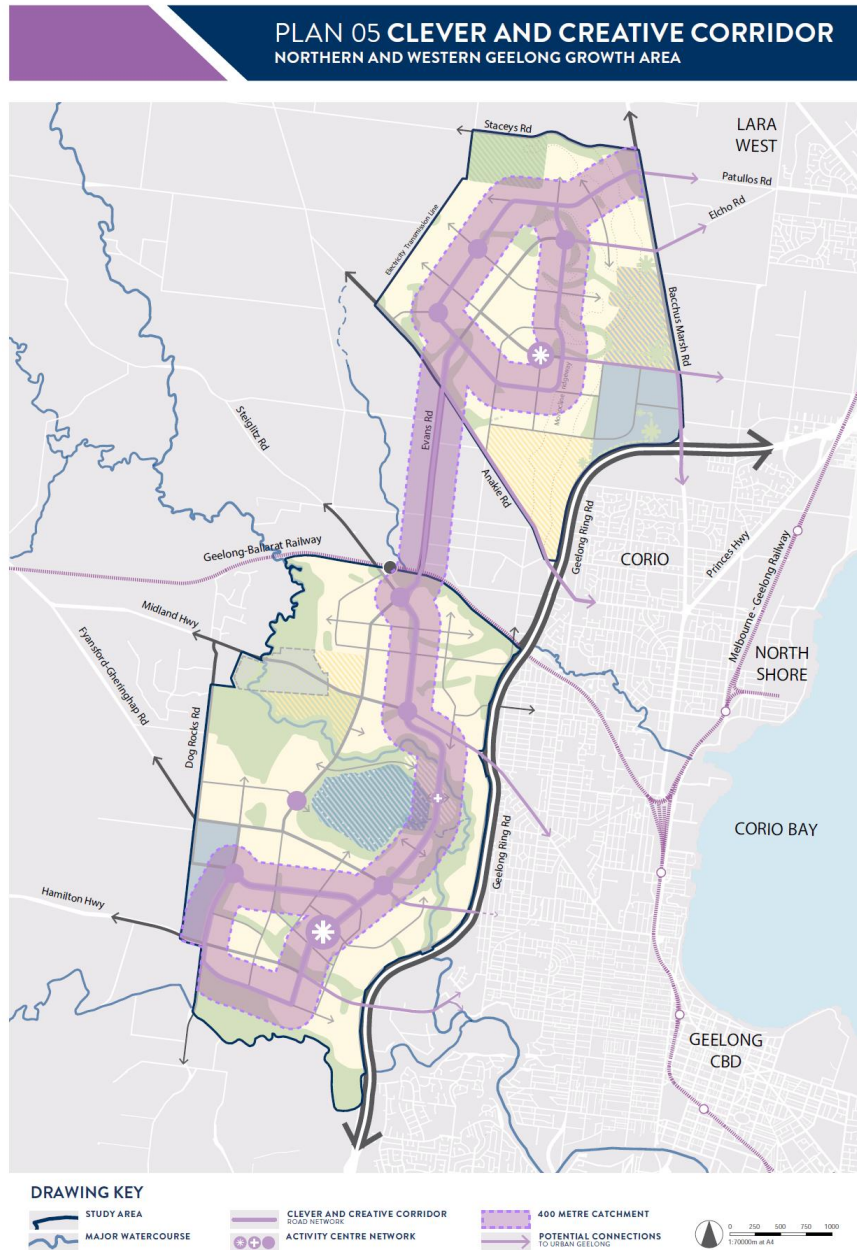 PLAN 05 CLEVER AND CREATIVE CORRIDOR
NORTHERN AND WESTERN GEELONG GROWTH AREA
Staceys Rd
LARA
WEST
Patullos Rd
Elcho Rd
Electricity Transmission Line
Bacchus Marsh Rd
Evans Rd
Anakie Rd
Steiglitz Rd
Geelong Ring Rd
Geelong-Ballarat Railway
CORIO
Princes Hwy
Melbourne - Geelong Railway
Midland Hwy
Fyansford-Gheringhap Rd
NORTH
SHORE
Dog Rocks Rd
CORIO BAY
Geelong Ring Rd
Hamilton Hwy
GEELONG
CBD
DRAWING KEY
STUDY AREA
MAJOR WATERCOURSE
CLEVER AND CREATIVE CORRIDOR
ROAD NETWORK
ACTIVITY CENTRE NETWORK
400 METRE CATCHMENT
POTENTIAL CONNECTIONS
TO URBAN GEELONG
0 250 500 750 1000
1:70000m at A4